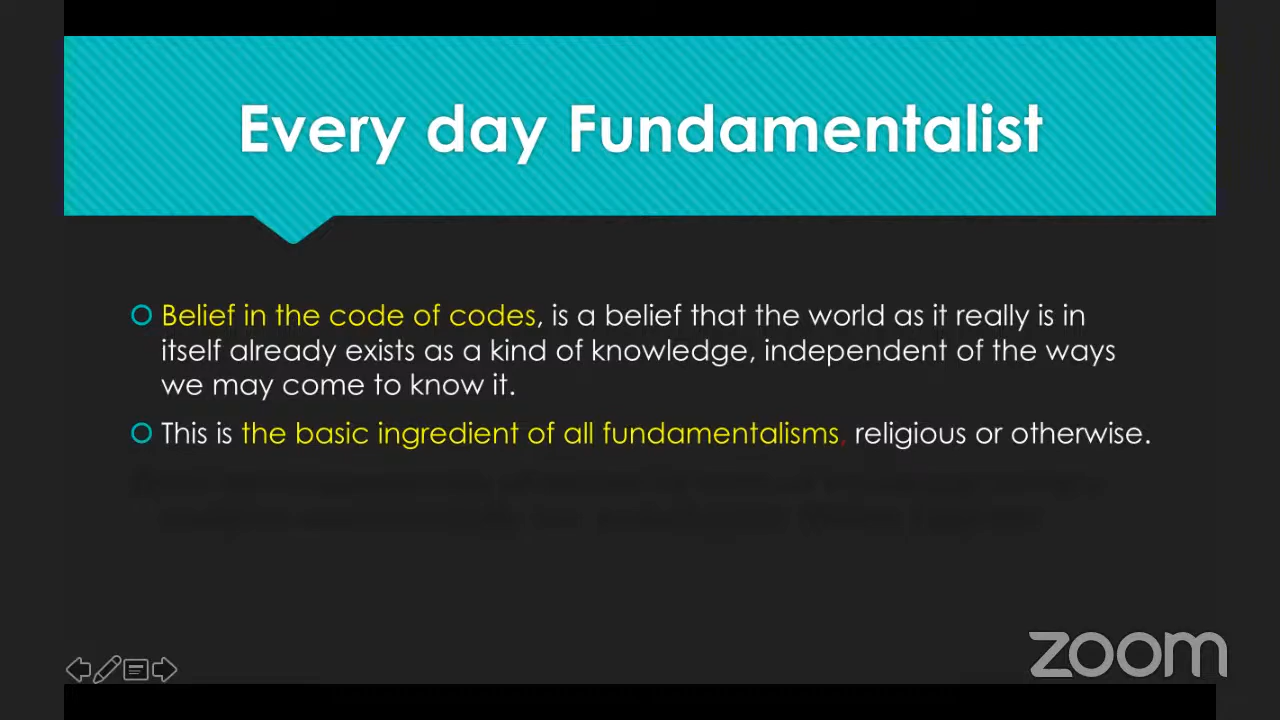 Every day Fundamentalist
Belief in the code of codes, is a belief that the world as it really is in
itself already exists as a kind of knowledge, independent of the ways
we may come to know it.
This is the basic ingredient of all fundamentalisms, religious or otherwise.
zoom